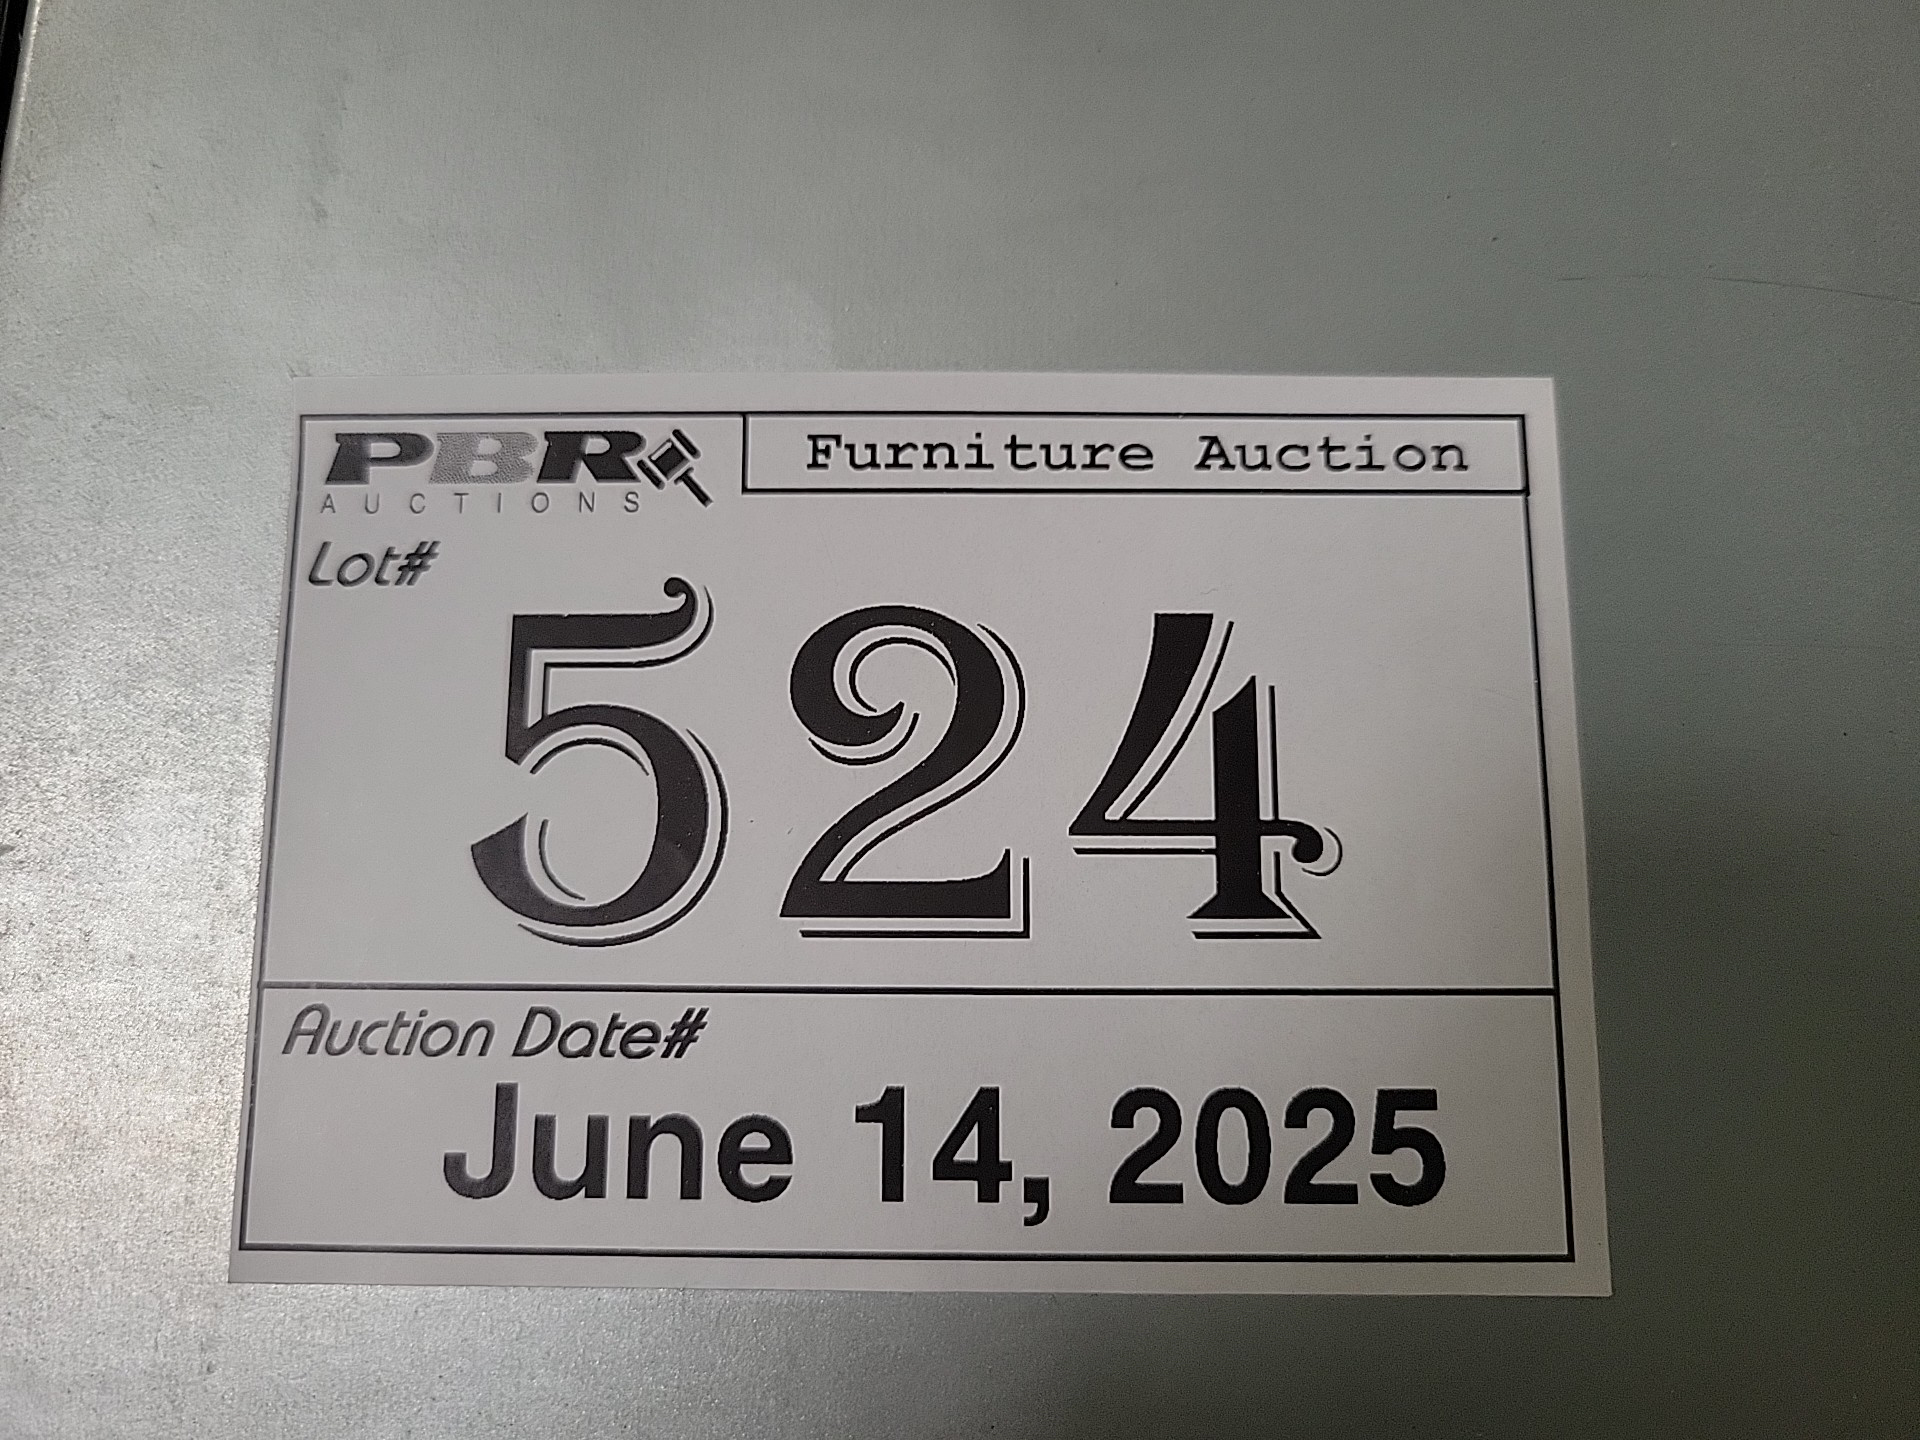 PBR
AUCTIONS
Furniture Auction
Lot#
524
Auction Date#
June 14, 2025